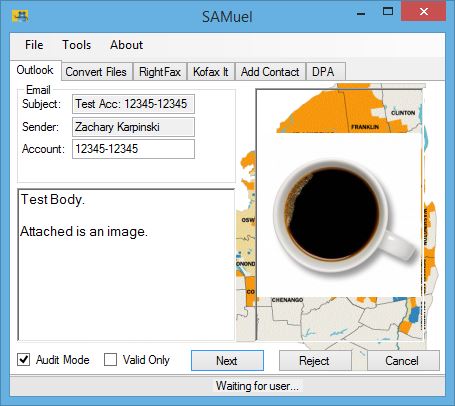 SAMuel
File Tools About
Outlook Convert Files RightFax Kofax It Add Contact DPA
Email
Subject: Test Acc: 12345-12345
Sender: Zachary Karpinski
Account: 12345-12345
CLINTON
FRANKLIN
Test Body.
Attached is an image.
CHENANGO
Audit Mode Valid Only Next Reject Cancel
Waiting for user...